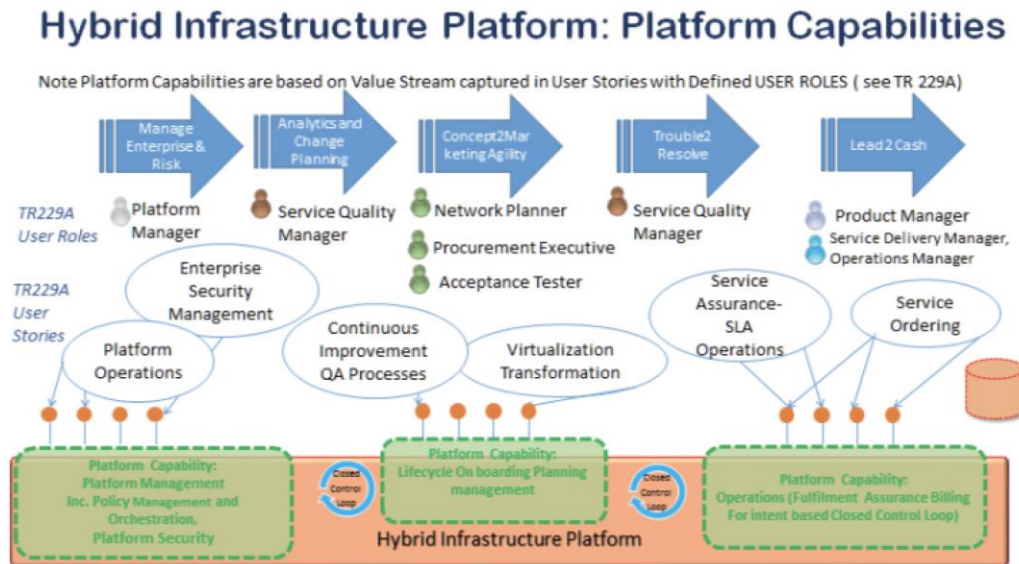 Hybrid Infrastructure Platform: Platform Capabilities
Note Platform Capabilities are based on Value Stream captured in User Stories with Defined USER ROLES ( see TR 229A)
Manage
Enterprise &
Risk
Analytics and
Change
Planning
Concept2Mar
keting Agility
Trouble2
Resolve
Lead 2 Cash
TR229A
User Roles
Platform
Manager
Service Quality
Manager
Network Planner
Procurement Executive
Acceptance Tester
Service Quality
Manager
Product Manager
Service Delivery Manager,
Operations Manager
TR229A
User
Stories
Enterprise
Security
Management
Platform
Operations
Continuous
Improvement
QA Processes
Virtualization
Transformation
Service
Assurance-
SLA
Operations
Service
Ordering
Platform Capability:
Platform Management
Inc. Policy Management and
Orchestration,
Platform Security
Closed
Control
Loop
Platform Capability:
Lifecycle On boarding Planning
management
Closed
Control
Loop
Platform Capability:
Operations (Fulfilment Assurance Billing
For intent based Closed Control Loop)
Hybrid Infrastructure Platform